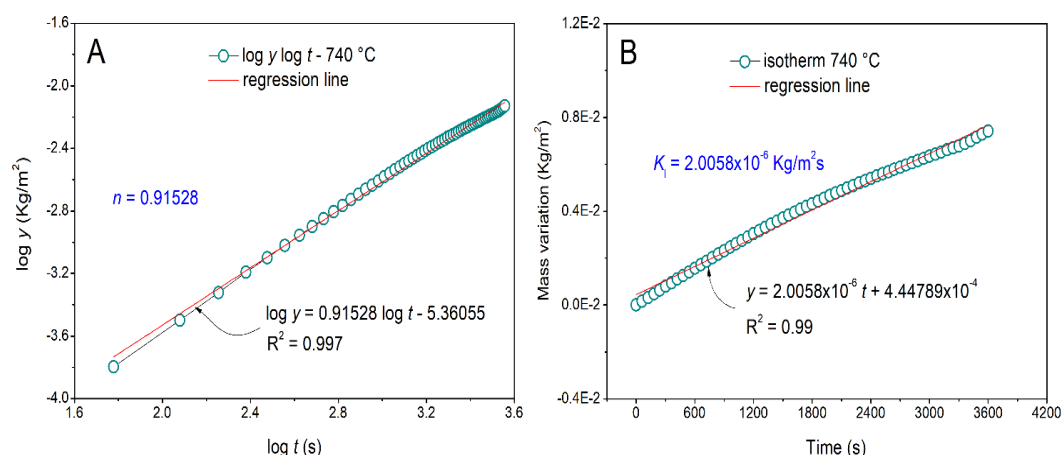 A
log y log t - 740 °C
regression line
n = 0.91528
log y = 0.91528 log t - 5.36055
R² = 0.997
log y (Kg/m²)
-1.6
-2.0
-2.4
-2.8
-3.2
-3.6
-4.0
1.6 2.0 2.4 2.8 3.2 3.6
log t (s)
B
isotherm 740 °C
regression line
Kₗ = 2.0058x10⁻⁶ Kg/m²s
y = 2.0058x10⁻⁶ t + 4.44789x10⁻⁴
R² = 0.99
Mass variation (Kg/m²)
1.2E-2
0.8E-2
0.4E-2
0.0E-2
-0.4E-2
0 600 1200 1800 2400 3000 3600 4200
Time (s)